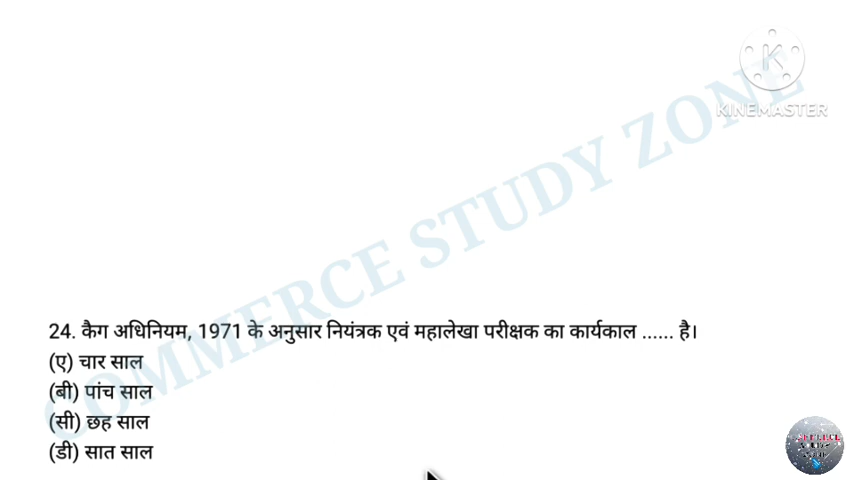 KINEMASTER
COMMERCE STUDY ZONE
24. कैग अधिनियम, 1971 के अनुसार नियंत्रक एवं महालेखा परीक्षक का कार्यकाल ...... है।
(ए) चार साल
(बी) पांच साल
(सी) छह साल
(डी) सात साल